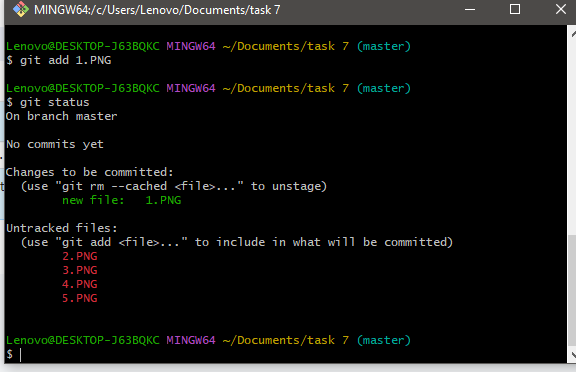 MINGW64:/c/Users/Lenovo/Documents/task 7
Lenovo@DESKTOP-J63BQKC MINGW64 ~/Documents/task 7 (master)
$ git add 1.PNG
Lenovo@DESKTOP-J63BQKC MINGW64 ~/Documents/task 7 (master)
$ git status
On branch master
No commits yet
Changes to be committed:
(use "git rm --cached <file>..." to unstage)
new file:   1.PNG
Untracked files:
(use "git add <file>..." to include in what will be committed)
2.PNG
3.PNG
4.PNG
5.PNG
Lenovo@DESKTOP-J63BQKC MINGW64 ~/Documents/task 7 (master)
$